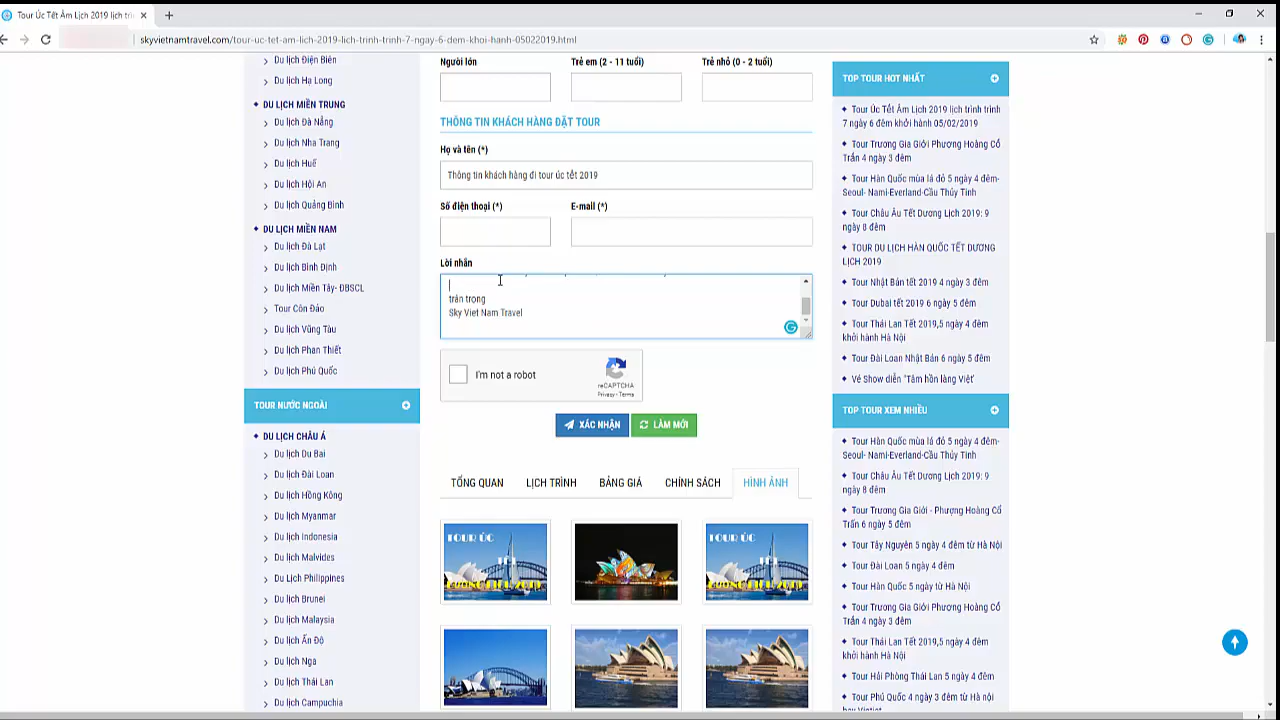 Tour Úc Tết Âm Lịch 2019 lịch trìn
skyvietnamtravel.com/tour-uc-tet-am-lich-2019-lich-trinh-trinh-7-ngay-6-dem-khoi-hanh-05022019.html
Du lịch Điện Biên
Du lịch Hạ Long
DU LỊCH MIỀN TRUNG
Du lịch Đà Nẵng
Du lịch Nha Trang
Du lịch Huế
Du lịch Hội An
Du lịch Quảng Bình
DU LỊCH MIỀN NAM
Du lịch Đà Lạt
Du lịch Bình Định
Du lịch Miền Tây- ĐBSCL
Tour Côn Đảo
Du lịch Vũng Tàu
Du lịch Phan Thiết
Du lịch Phú Quốc
TOUR NƯỚC NGOÀI
DU LỊCH CHÂU Á
Du lịch Du Bai
Du lịch Đài Loan
Du lịch Hồng Kông
Du lịch Myanmar
Du lịch Indonesia
Du lịch Malvides
Du Lịch Philippines
Du lịch Brunei
Du lịch Malaysia
Du lịch Ấn Độ
Du lịch Nga
Du lịch Thái Lan
Du lịch Campuchia
Người lớn
Trẻ em (2 - 11 tuổi)
Trẻ nhỏ (0 - 2 tuổi)
THÔNG TIN KHÁCH HÀNG ĐẶT TOUR
Họ và tên (*)
Thông tin khách hàng đi tour úc tết 2019
Số điện thoại (*)
E-mail (*)
Lời nhắn
trân trọng
Sky Viet Nam Travel
I'm not a robot
reCAPTCHA
Privacy - Terms
XÁC NHẬN
LÀM MỚI
TỔNG QUAN
LỊCH TRÌNH
BẢNG GIÁ
CHÍNH SÁCH
HÌNH ẢNH
TOUR ÚC
TOUR ÚC
TOP TOUR HOT NHẤT
Tour Úc Tết Âm Lịch 2019 lịch trình trình
7 ngày 6 đêm khởi hành 05/02/2019
Tour Trương Gia Giới Phượng Hoàng Cổ
Trấn 4 ngày 3 đêm
Tour Hàn Quốc mùa lá đỏ 5 ngày 4 đêm-
Seoul- Nami-Everland-Cầu Thủy Tinh
Tour Châu Âu Tết Dương Lịch 2019: 9
ngày 8 đêm
TOUR DU LỊCH HÀN QUỐC TẾT DƯƠNG
LỊCH 2019
Tour Nhật Bản tết 2019 4 ngày 3 đêm
Tour Dubai tết 2019 6 ngày 5 đêm
Tour Thái Lan Tết 2019,5 ngày 4 đêm
khởi hành Hà Nội
Tour Đài Loan Nhật Bản 6 ngày 5 đêm
Vé Show diễn "Tâm hồn làng Việt'
TOP TOUR XEM NHIỀU
Tour Hàn Quốc mùa lá đỏ 5 ngày 4 đêm-
Seoul- Nami-Everland-Cầu Thủy Tinh
Tour Châu Âu Tết Dương Lịch 2019: 9
ngày 8 đêm
Tour Trương Gia Giới - Phượng Hoàng Cổ
Trấn 6 ngày 5 đêm
Tour Tây Nguyên 5 ngày 4 đêm từ Hà Nội
Tour Đài Loan 5 ngày 4 đêm
Tour Hàn Quốc 5 ngày từ Hà Nội
Tour Trương Gia Giới Phượng Hoàng Cổ
Trấn 4 ngày 3 đêm
Tour Thái Lan Tết 2019,5 ngày 4 đêm
khởi hành Hà Nội
Tour Hải Phòng Thái Lan 5 ngày 4 đêm
Tour Phú Quốc 4 ngày 3 đêm từ Hà nội
bay Vietjet